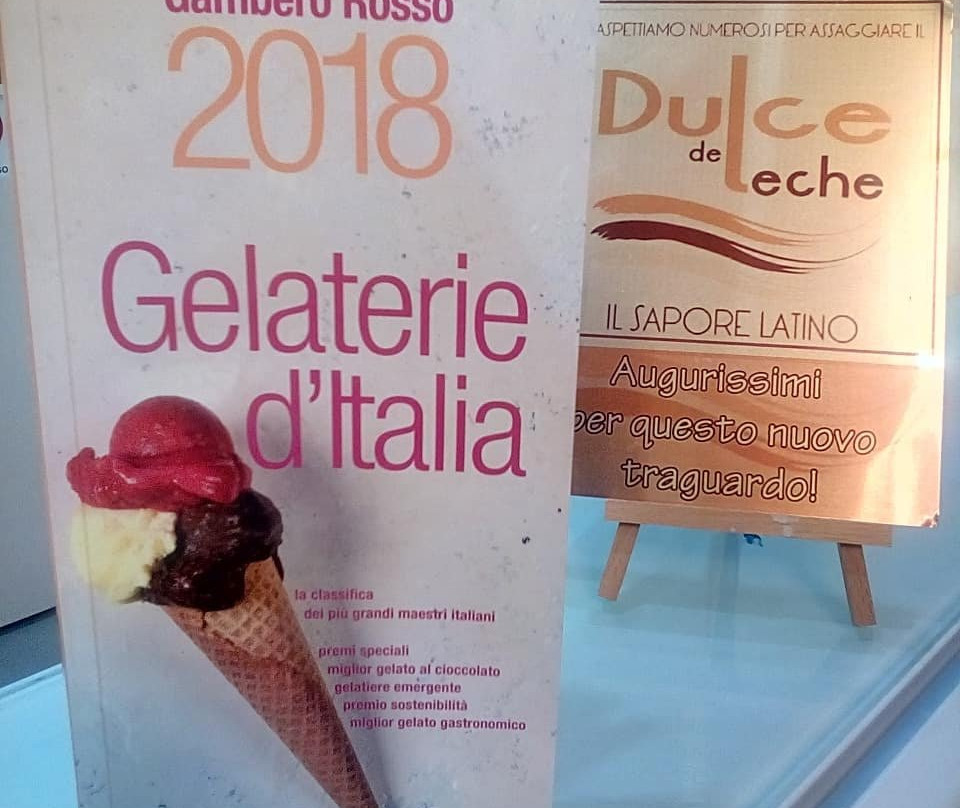 Gambero Rosso
2018
Gelaterie
d'Italia
la classifica
dei più grandi maestri italiani
premi speciali
miglior gelato al cioccolato
gelatiere emergente
premio sostenibilità
miglior gelato gastronomico
ASPETTIAMO NUMEROSI PER ASSAGGIARE IL
Dulce
de Leche
IL SAPORE LATINO
Augurissimi
per questo nuovo
traguardo!